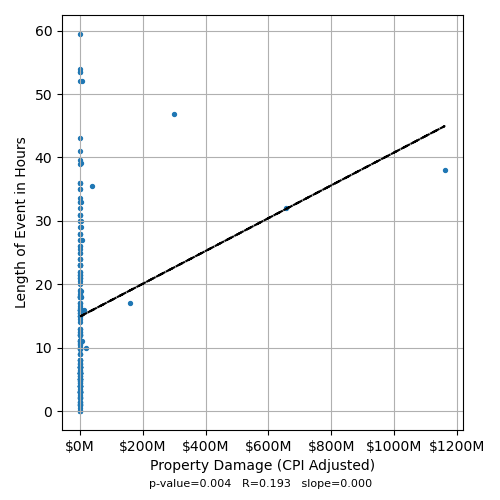 60
50
40
30
20
10
0
Length of Event in Hours
$0M $200M $400M $600M $800M $1000M $1200M
Property Damage (CPI Adjusted)
p-value=0.004 R=0.193 slope=0.000